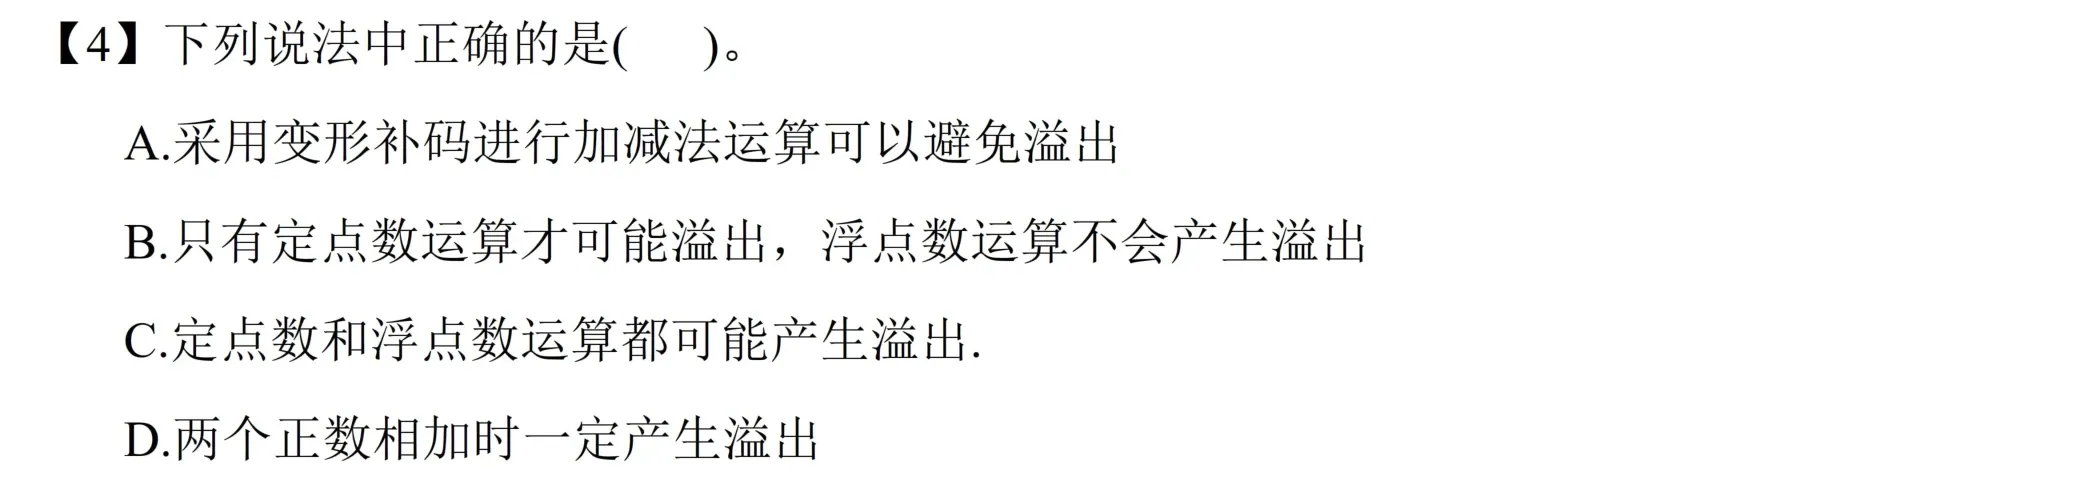 【4】下列说法中正确的是(　　)。
A.采用变形补码进行加减法运算可以避免溢出
B.只有定点数运算才可能溢出，浮点数运算不会产生溢出
C.定点数和浮点数运算都可能产生溢出.
D.两个正数相加时一定产生溢出